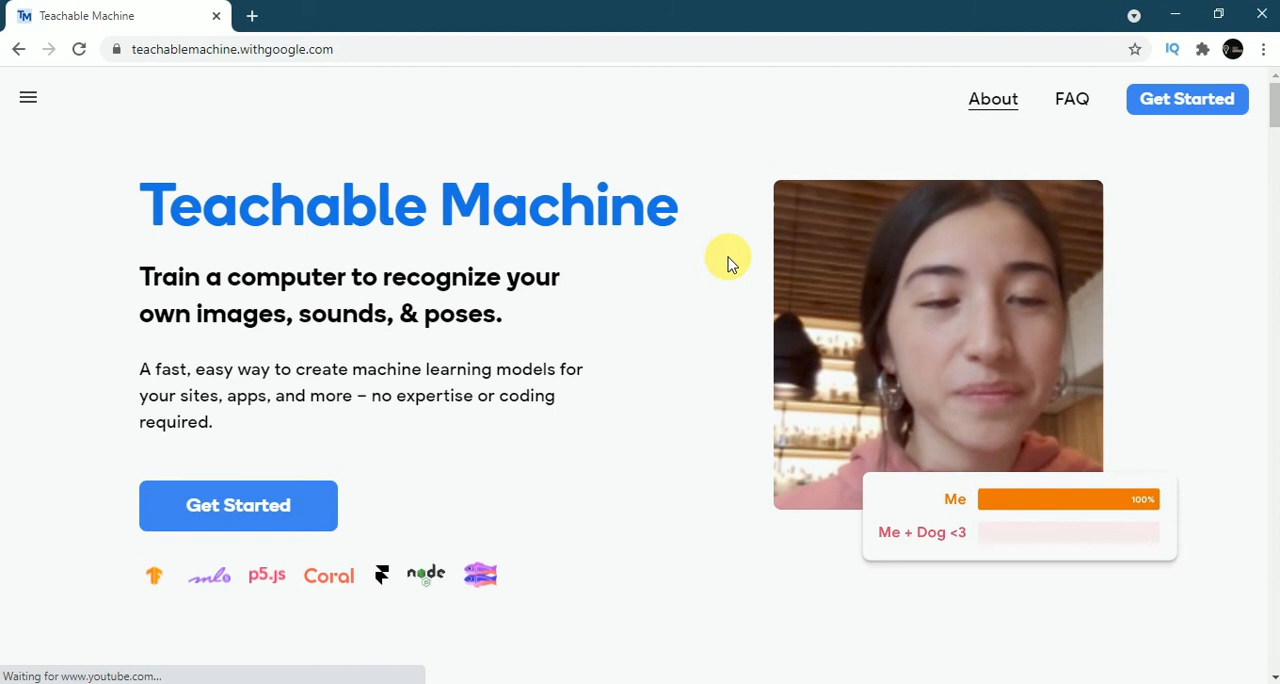 Teachable Machine
teachablemachine.withgoogle.com
IQ
About
FAQ
Get Started
Teachable Machine
Train a computer to recognize your
own images, sounds, & poses.
A fast, easy way to create machine learning models for
your sites, apps, and more – no expertise or coding
required.
Get Started
Me
100%
Me + Dog <3
ml5
p5.js
Coral
node
Waiting for www.youtube.com...